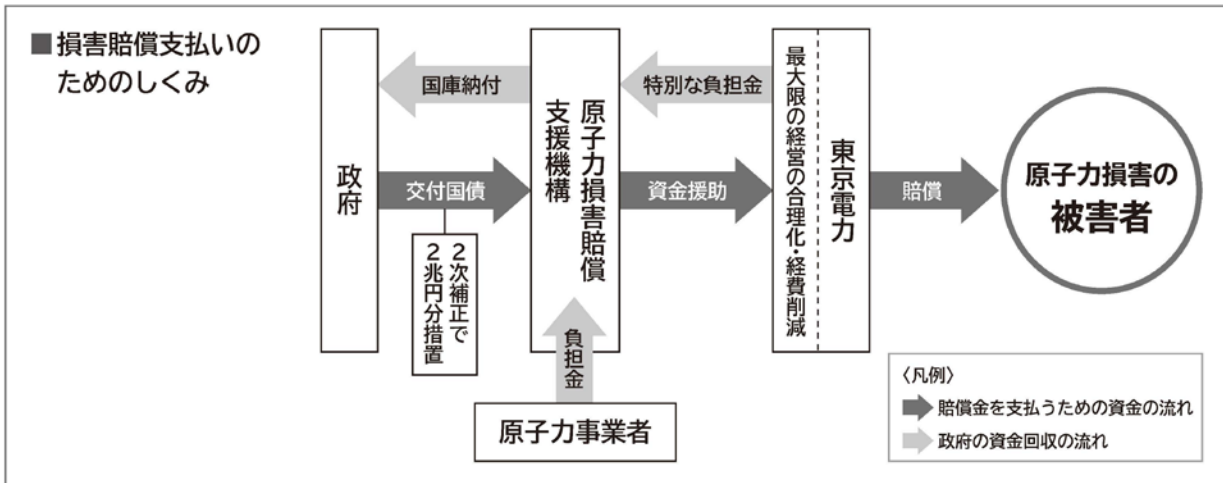 ■損害賠償支払いの
ためのしくみ
政府
国庫納付
交付国債
2次補正で
2兆円分措置
原子力損害賠償
支援機構
負担金
原子力事業者
特別な負担金
資金援助
最大限の経営の合理化・経費削減
東京電力
賠償
原子力損害の
被害者
〈凡例〉
賠償金を支払うための資金の流れ
政府の資金回収の流れ